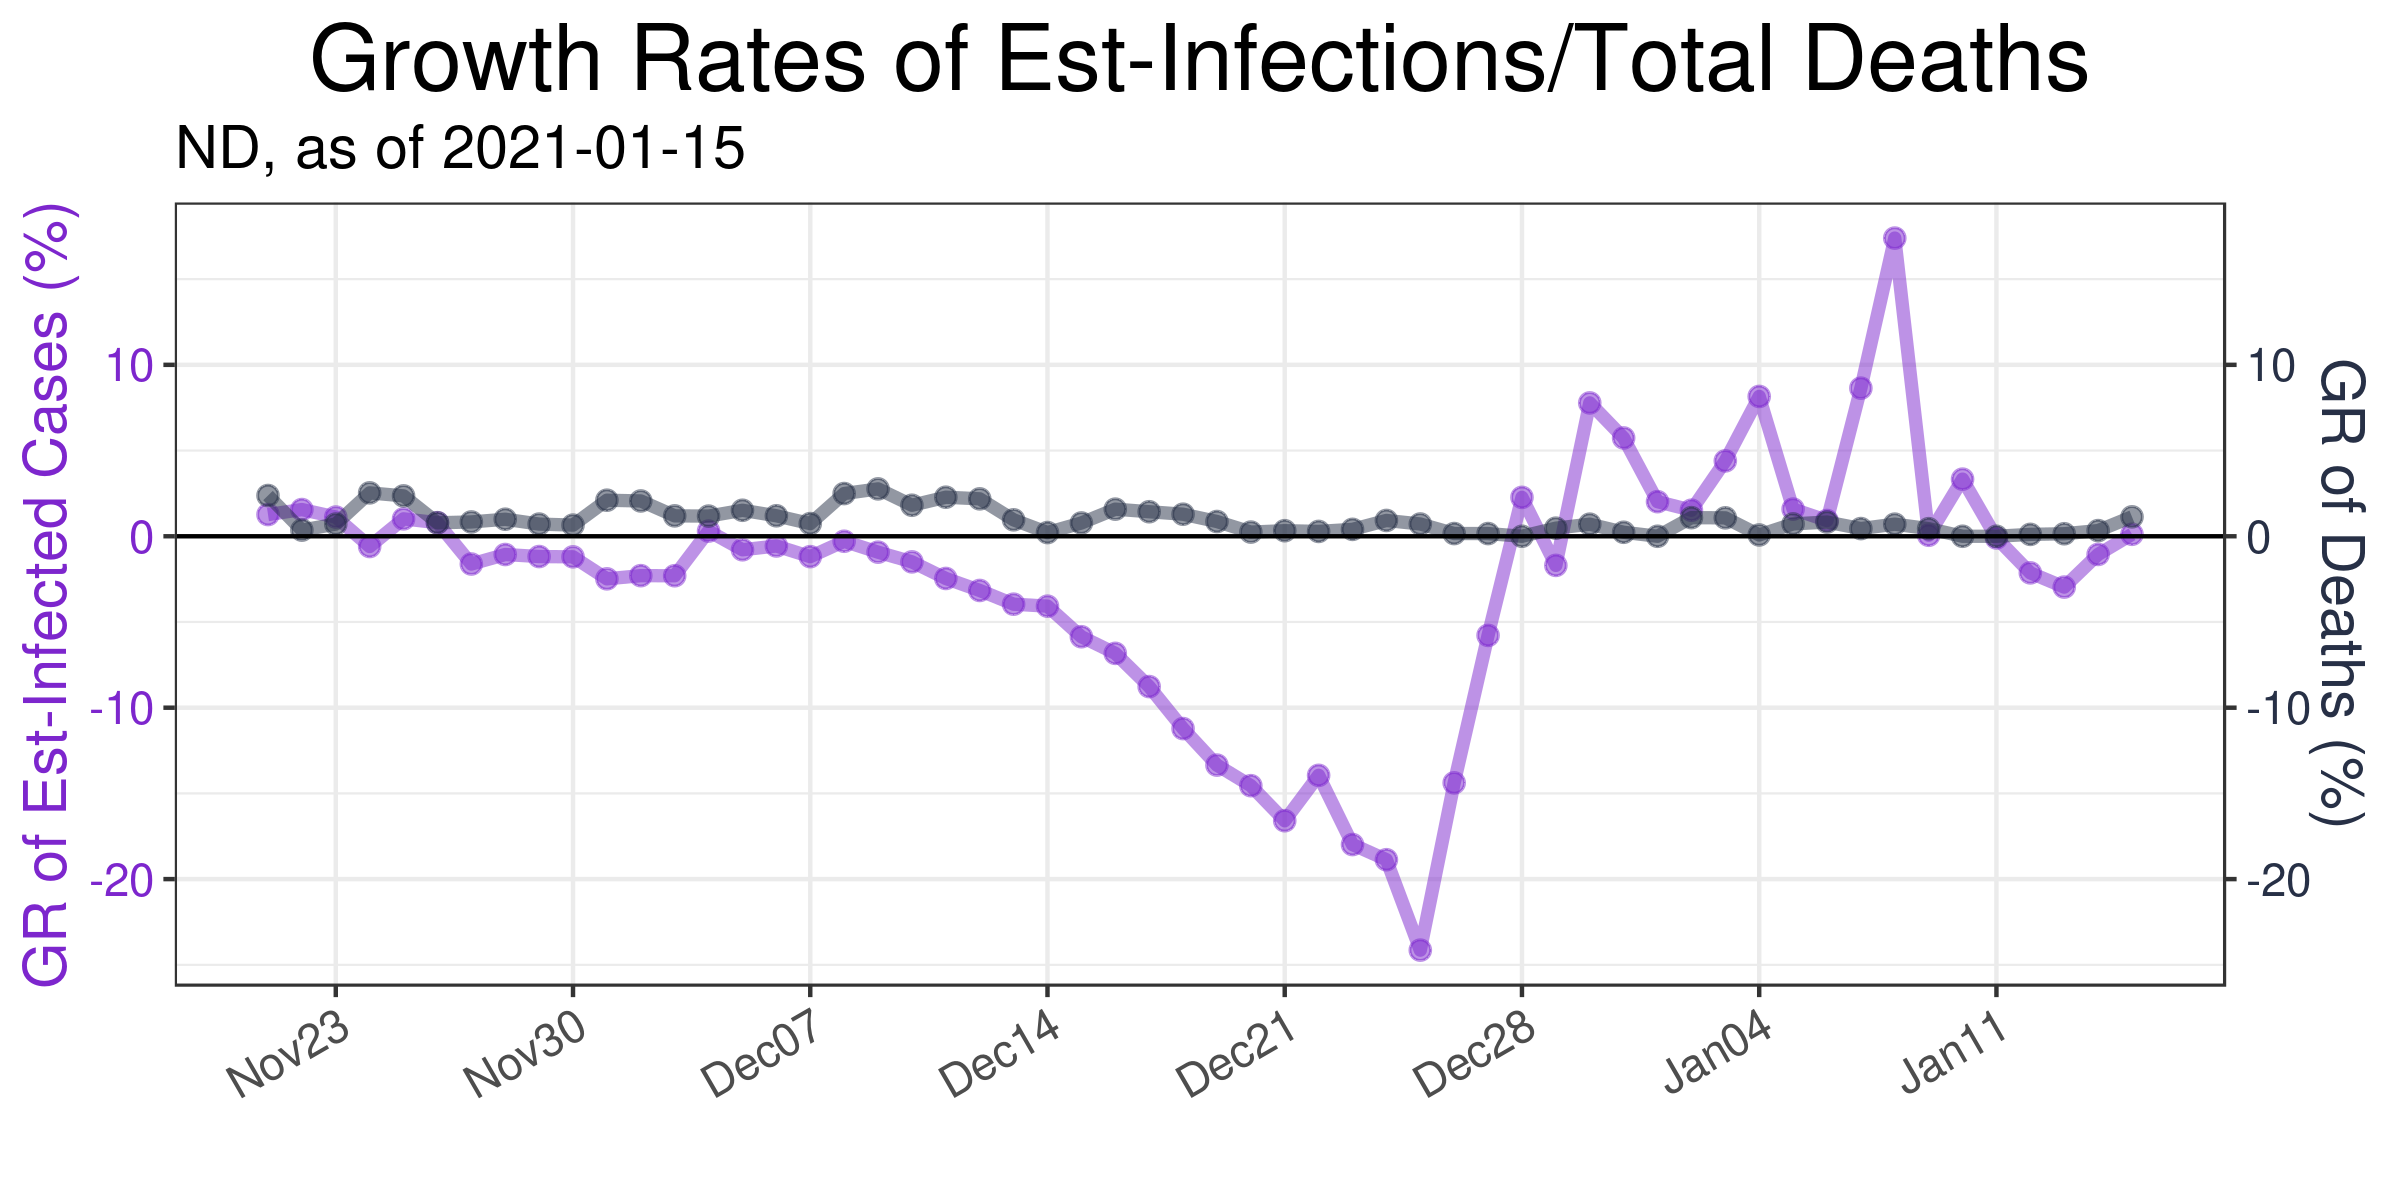 Growth Rates of Est-Infections/Total Deaths
ND, as of 2021-01-15
GR of Est-Infected Cases (%)
10
0
-10
-20
10
0
-10
-20
GR of Deaths (%)
Nov23
Nov30
Dec07
Dec14
Dec21
Dec28
Jan04
Jan11